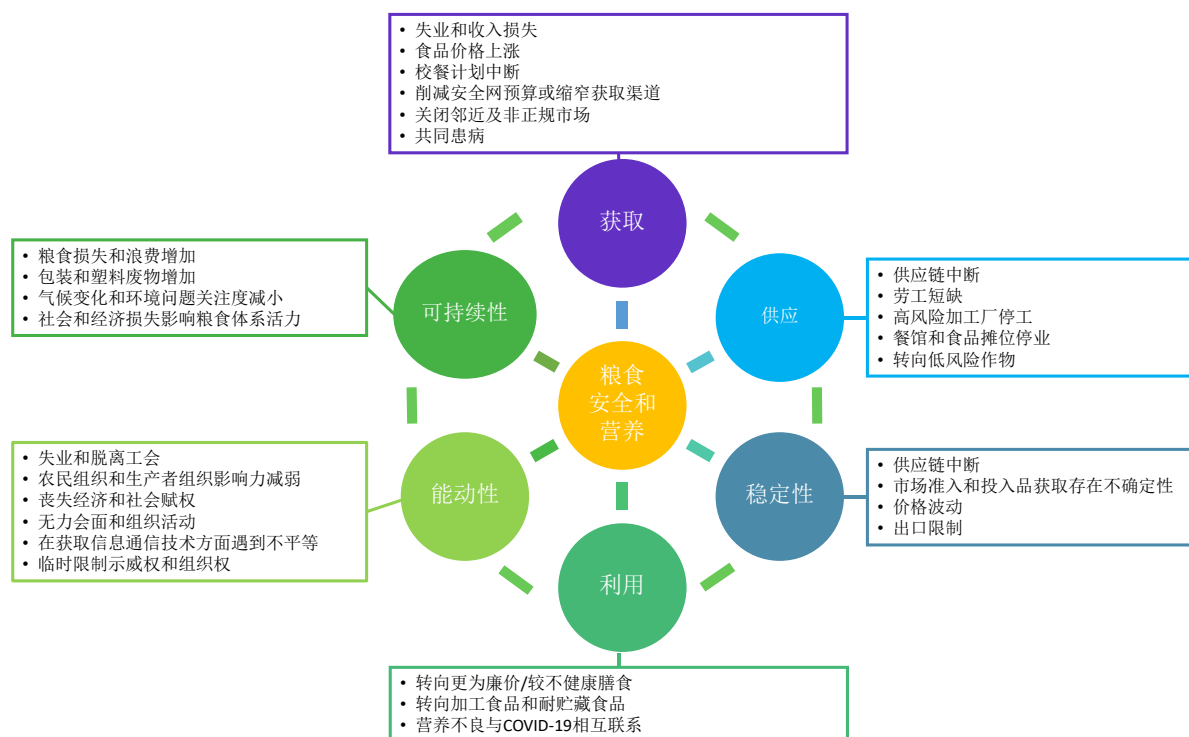 • 失业和收入损失
• 食品价格上涨
• 校餐计划中断
• 削减安全网预算或缩窄获取渠道
• 关闭邻近及非正规市场
• 共同患病
获取
• 粮食损失和浪费增加
• 包装和塑料废物增加
• 气候变化和环境问题关注度减小
• 社会和经济损失影响粮食体系活力
可持续性
供应
• 供应链中断
• 劳工短缺
• 高风险加工厂停工
• 餐馆和食品摊位停业
• 转向低风险作物
粮食
安全和
营养
• 失业和脱离工会
• 农民组织和生产者组织影响力减弱
• 丧失经济和社会赋权
• 无力会面和组织活动
• 在获取信息通信技术方面遇到不平等
• 临时限制示威权和组织权
能动性
稳定性
• 供应链中断
• 市场准入和投入品获取存在不确定性
• 价格波动
• 出口限制
利用
• 转向更为廉价/较不健康膳食
• 转向加工食品和耐贮藏食品
• 营养不良与COVID-19相互联系